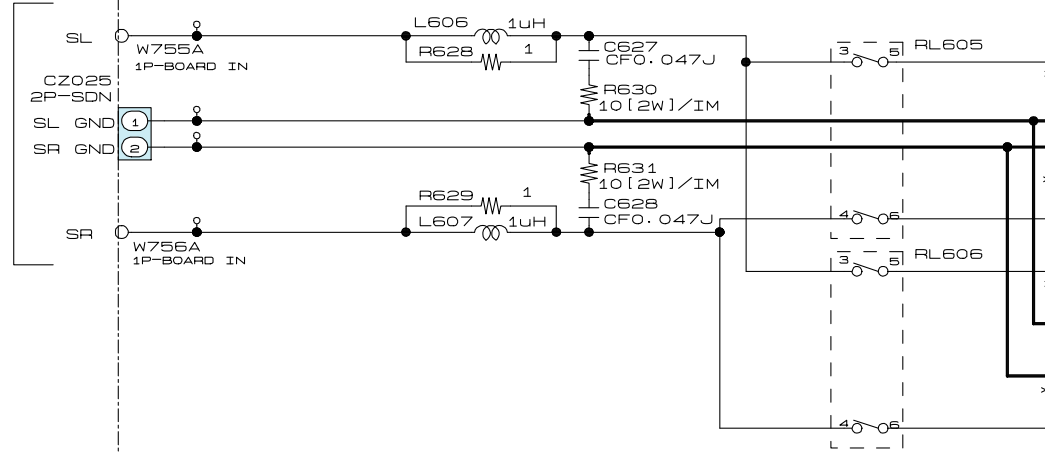 L606 1uH
SL
W755A
1P-BOARD IN
R628 1
C627
CF0.047J
3 5 RL605
CZ025
2P-SDN
R630
10[2W]/IM
SL GND 1
SR GND 2
R631
10[2W]/IM
R629 1
C628
CF0.047J
L607 1uH
4 6
SR
W756A
1P-BOARD IN
3 5 RL606
4 6